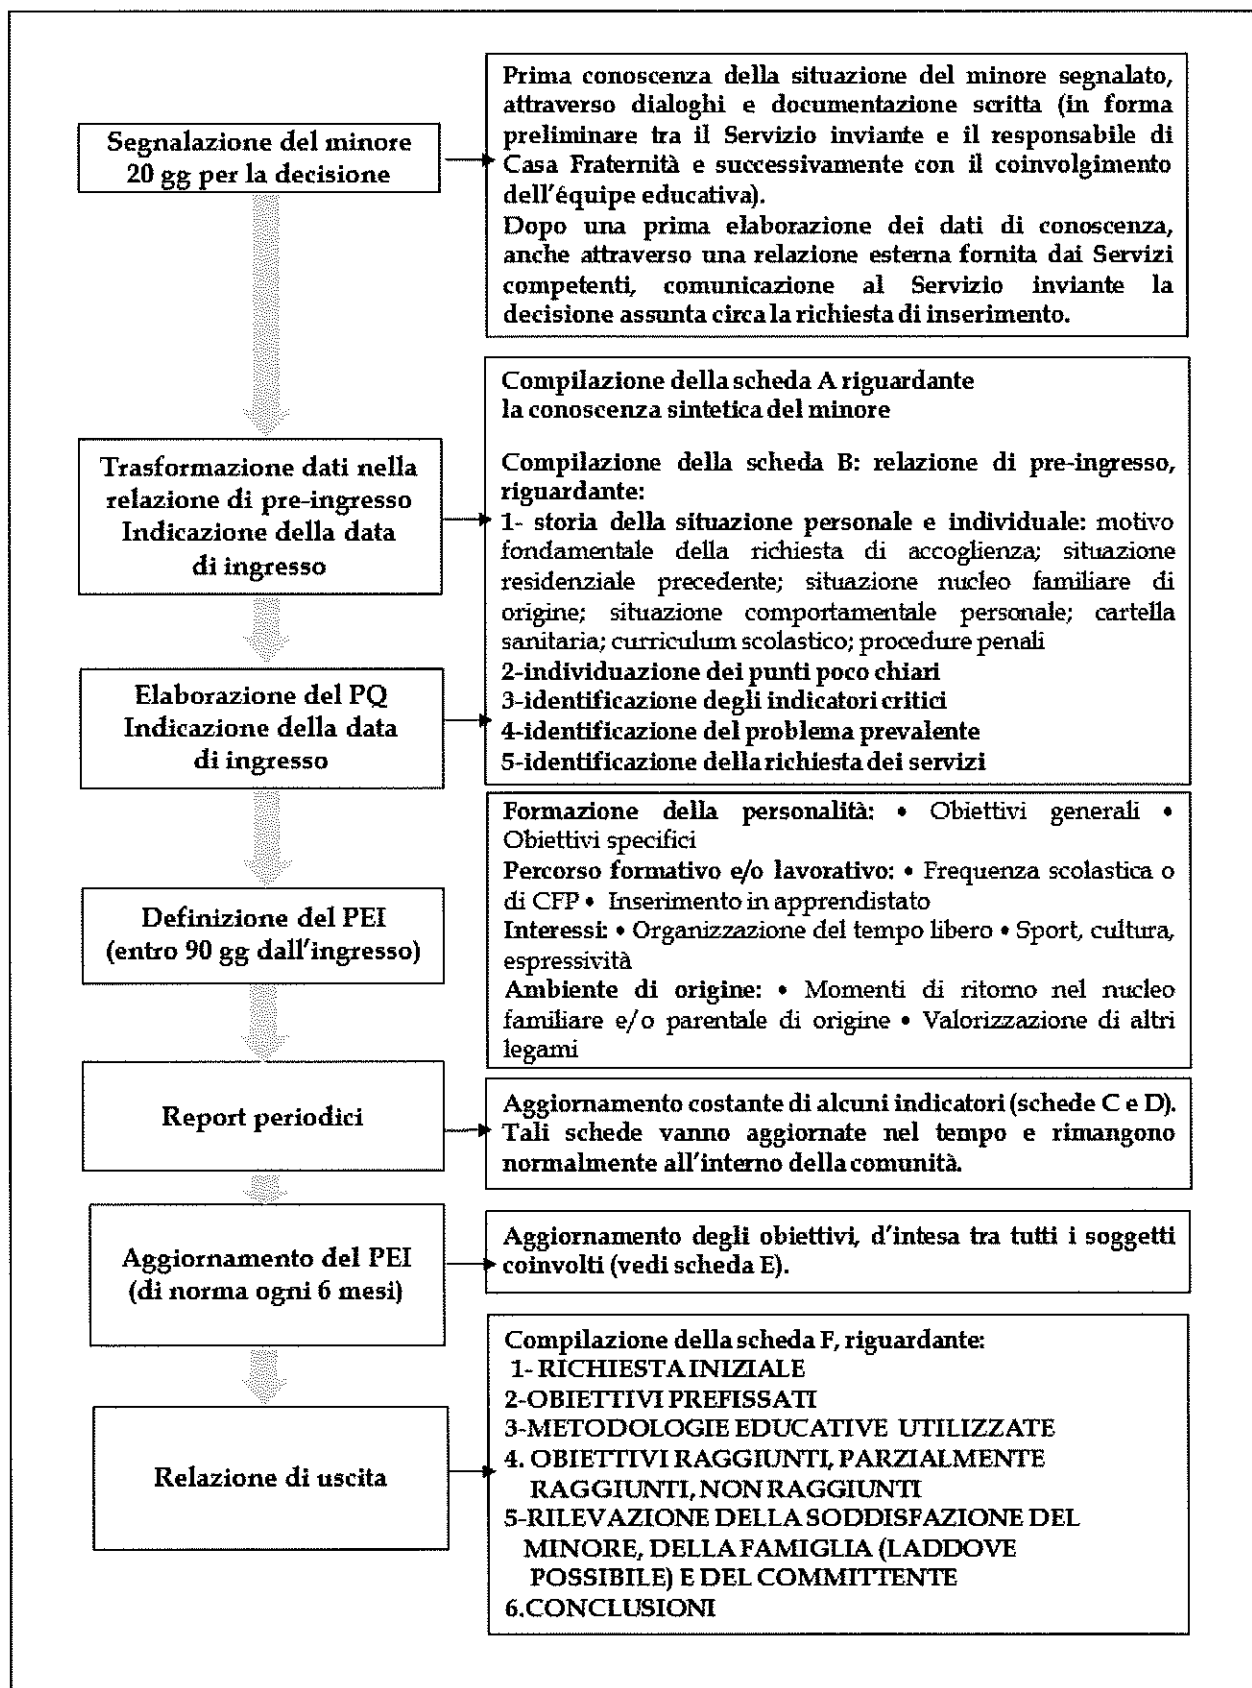 Segnalazione del minore
20 gg per la decisione
Prima conoscenza della situazione del minore segnalato,
attraverso dialoghi e documentazione scritta (in forma
preliminare tra il Servizio inviante e il responsabile di
Casa Fraternità e successivamente con il coinvolgimento
dell'équipe educativa).
Dopo una prima elaborazione dei dati di conoscenza,
anche attraverso una relazione esterna fornita dai Servizi
competenti, comunicazione al Servizio inviante la
decisione assunta circa la richiesta di inserimento.
Trasformazione dati nella
relazione di pre-ingresso
Indicazione della data
di ingresso
Elaborazione del PQ
Indicazione della data
di ingresso
Compilazione della scheda A riguardante
la conoscenza sintetica del minore
Compilazione della scheda B: relazione di pre-ingresso,
riguardante:
1- storia della situazione personale e individuale: motivo
fondamentale della richiesta di accoglienza; situazione
residenziale precedente; situazione nucleo familiare di
origine; situazione comportamentale personale; cartella
sanitaria; curriculum scolastico; procedure penali
2-individuazione dei punti poco chiari
3-identificazione degli indicatori critici
4-identificazione del problema prevalente
5-identificazione della richiesta dei servizi
Definizione del PEI
(entro 90 gg dall'ingresso)
Formazione della personalità: • Obiettivi generali •
Obiettivi specifici
Percorso formativo e/o lavorativo: • Frequenza scolastica o
di CFP • Inserimento in apprendistato
Interessi: • Organizzazione del tempo libero • Sport, cultura,
espressività
Ambiente di origine: • Momenti di ritorno nel nucleo
familiare e/o parentale di origine • Valorizzazione di altri
legami
Report periodici
Aggiornamento costante di alcuni indicatori (schede C e D).
Tali schede vanno aggiornate nel tempo e rimangono
normalmente all'interno della comunità.
Aggiornamento del PEI
(di norma ogni 6 mesi)
Aggiornamento degli obiettivi, d'intesa tra tutti i soggetti
coinvolti (vedi scheda E).
Relazione di uscita
Compilazione della scheda F, riguardante:
1- RICHIESTA INIZIALE
2-OBIETTIVI PREFISSATI
3-METODOLOGIE EDUCATIVE UTILIZZATE
4. OBIETTIVI RAGGIUNTI, PARZIALMENTE
RAGGIUNTI, NON RAGGIUNTI
5-RILEVAZIONE DELLA SODDISFAZIONE DEL
MINORE, DELLA FAMIGLIA (LADDOVE
POSSIBILE) E DEL COMMITTENTE
6.CONCLUSIONI